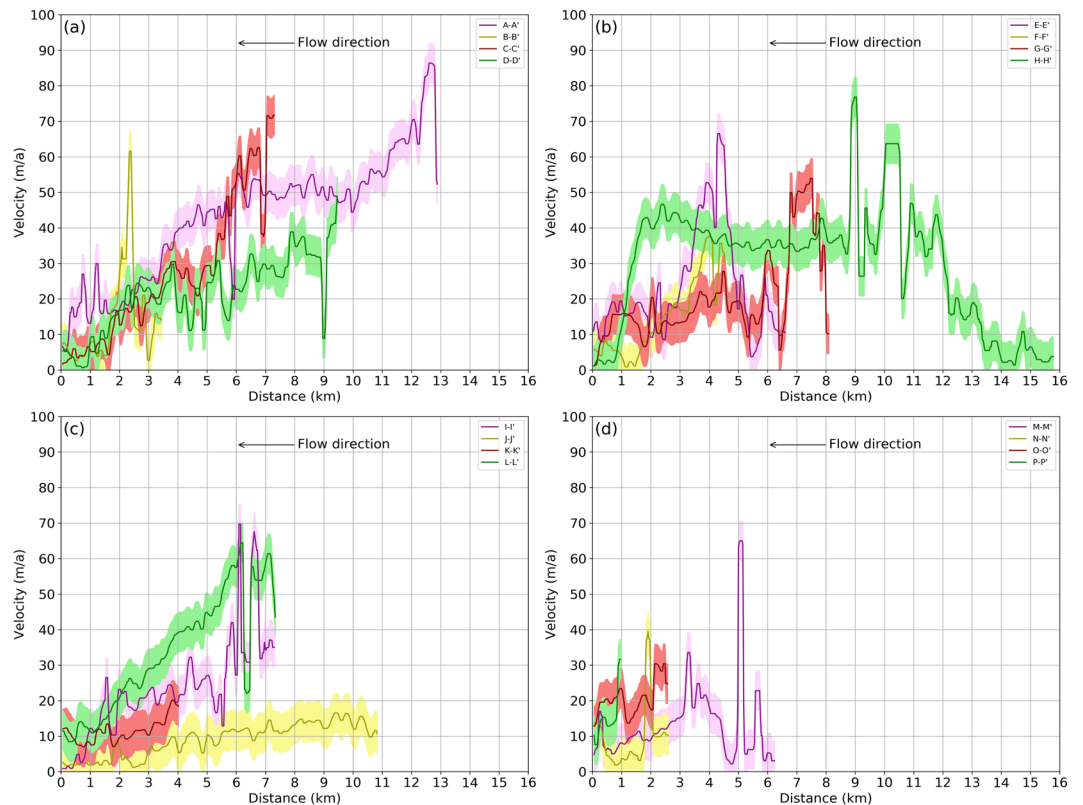 (a)
A-A'
B-B'
C-C'
D-D'
Flow direction
Velocity (m/a)
100
90
80
70
60
50
40
30
20
10
0
0 1 2 3 4 5 6 7 8 9 10 11 12 13 14 15 16
Distance (km)
(b)
E-E'
F-F'
G-G'
H-H'
Flow direction
Velocity (m/a)
100
90
80
70
60
50
40
30
20
10
0
0 1 2 3 4 5 6 7 8 9 10 11 12 13 14 15 16
Distance (km)
(c)
I-I'
J-J'
K-K'
L-L'
Flow direction
Velocity (m/a)
100
90
80
70
60
50
40
30
20
10
0
0 1 2 3 4 5 6 7 8 9 10 11 12 13 14 15 16
Distance (km)
(d)
M-M'
N-N'
O-O'
P-P'
Flow direction
Velocity (m/a)
100
90
80
70
60
50
40
30
20
10
0
0 1 2 3 4 5 6 7 8 9 10 11 12 13 14 15 16
Distance (km)